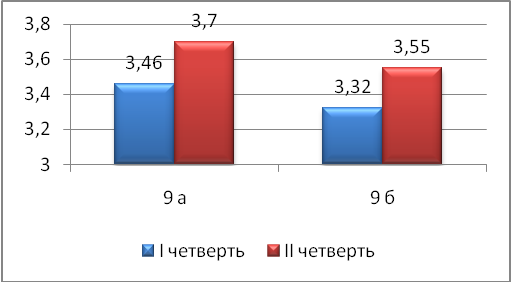 3,8
3,7
3,6
3,55
3,46
3,4
3,32
3,2
3
9 а
9 б
I четверть
II четверть